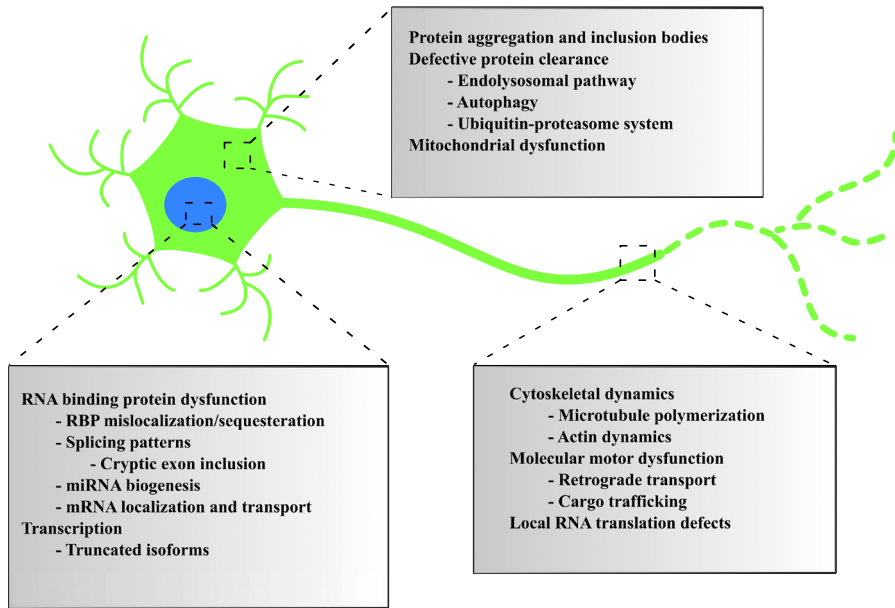 Protein aggregation and inclusion bodies
Defective protein clearance
- Endolysosomal pathway
- Autophagy
- Ubiquitin-proteasome system
Mitochondrial dysfunction
RNA binding protein dysfunction
- RBP mislocalization/sequesteration
- Splicing patterns
- Cryptic exon inclusion
- miRNA biogenesis
- mRNA localization and transport
Transcription
- Truncated isoforms
Cytoskeletal dynamics
- Microtubule polymerization
- Actin dynamics
Molecular motor dysfunction
- Retrograde transport
- Cargo trafficking
Local RNA translation defects